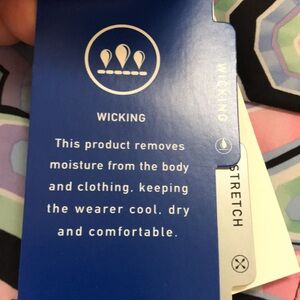 WICKING
This product removes
moisture from the body
and clothing, keeping
the wearer cool, dry
and comfortable.
WICKING
STRETCH